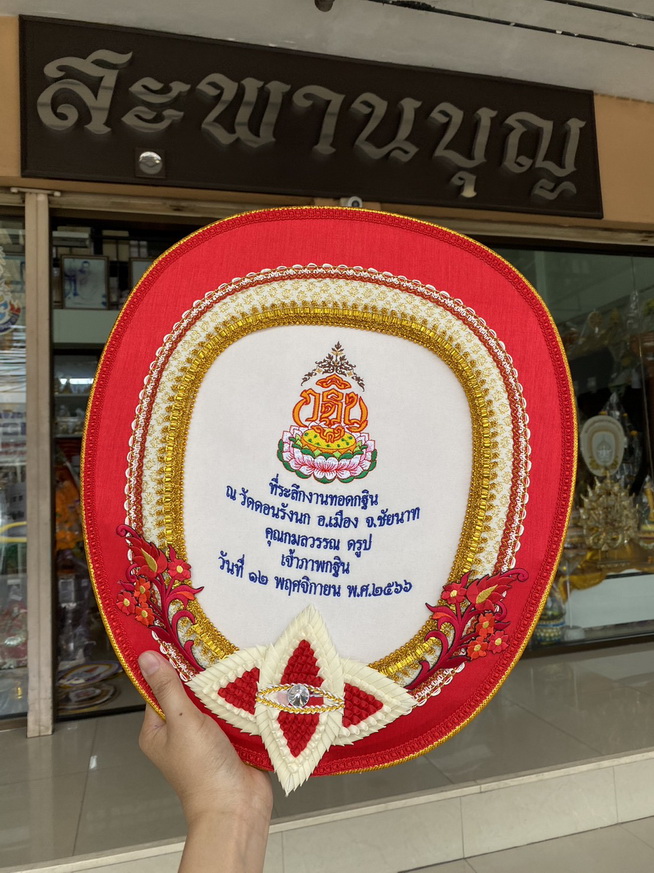 สะพานบุญ
กฐิน
ที่ระลึกงานทอดกฐิน
ณ วัดดอนรังนก อ.เมือง จ.ชัยนาท
คุณกมลวรรณ ครูป
เจ้าภาพกฐิน
วันที่ ๑๒ พฤศจิกายน พ.ศ.๒๕๖๖